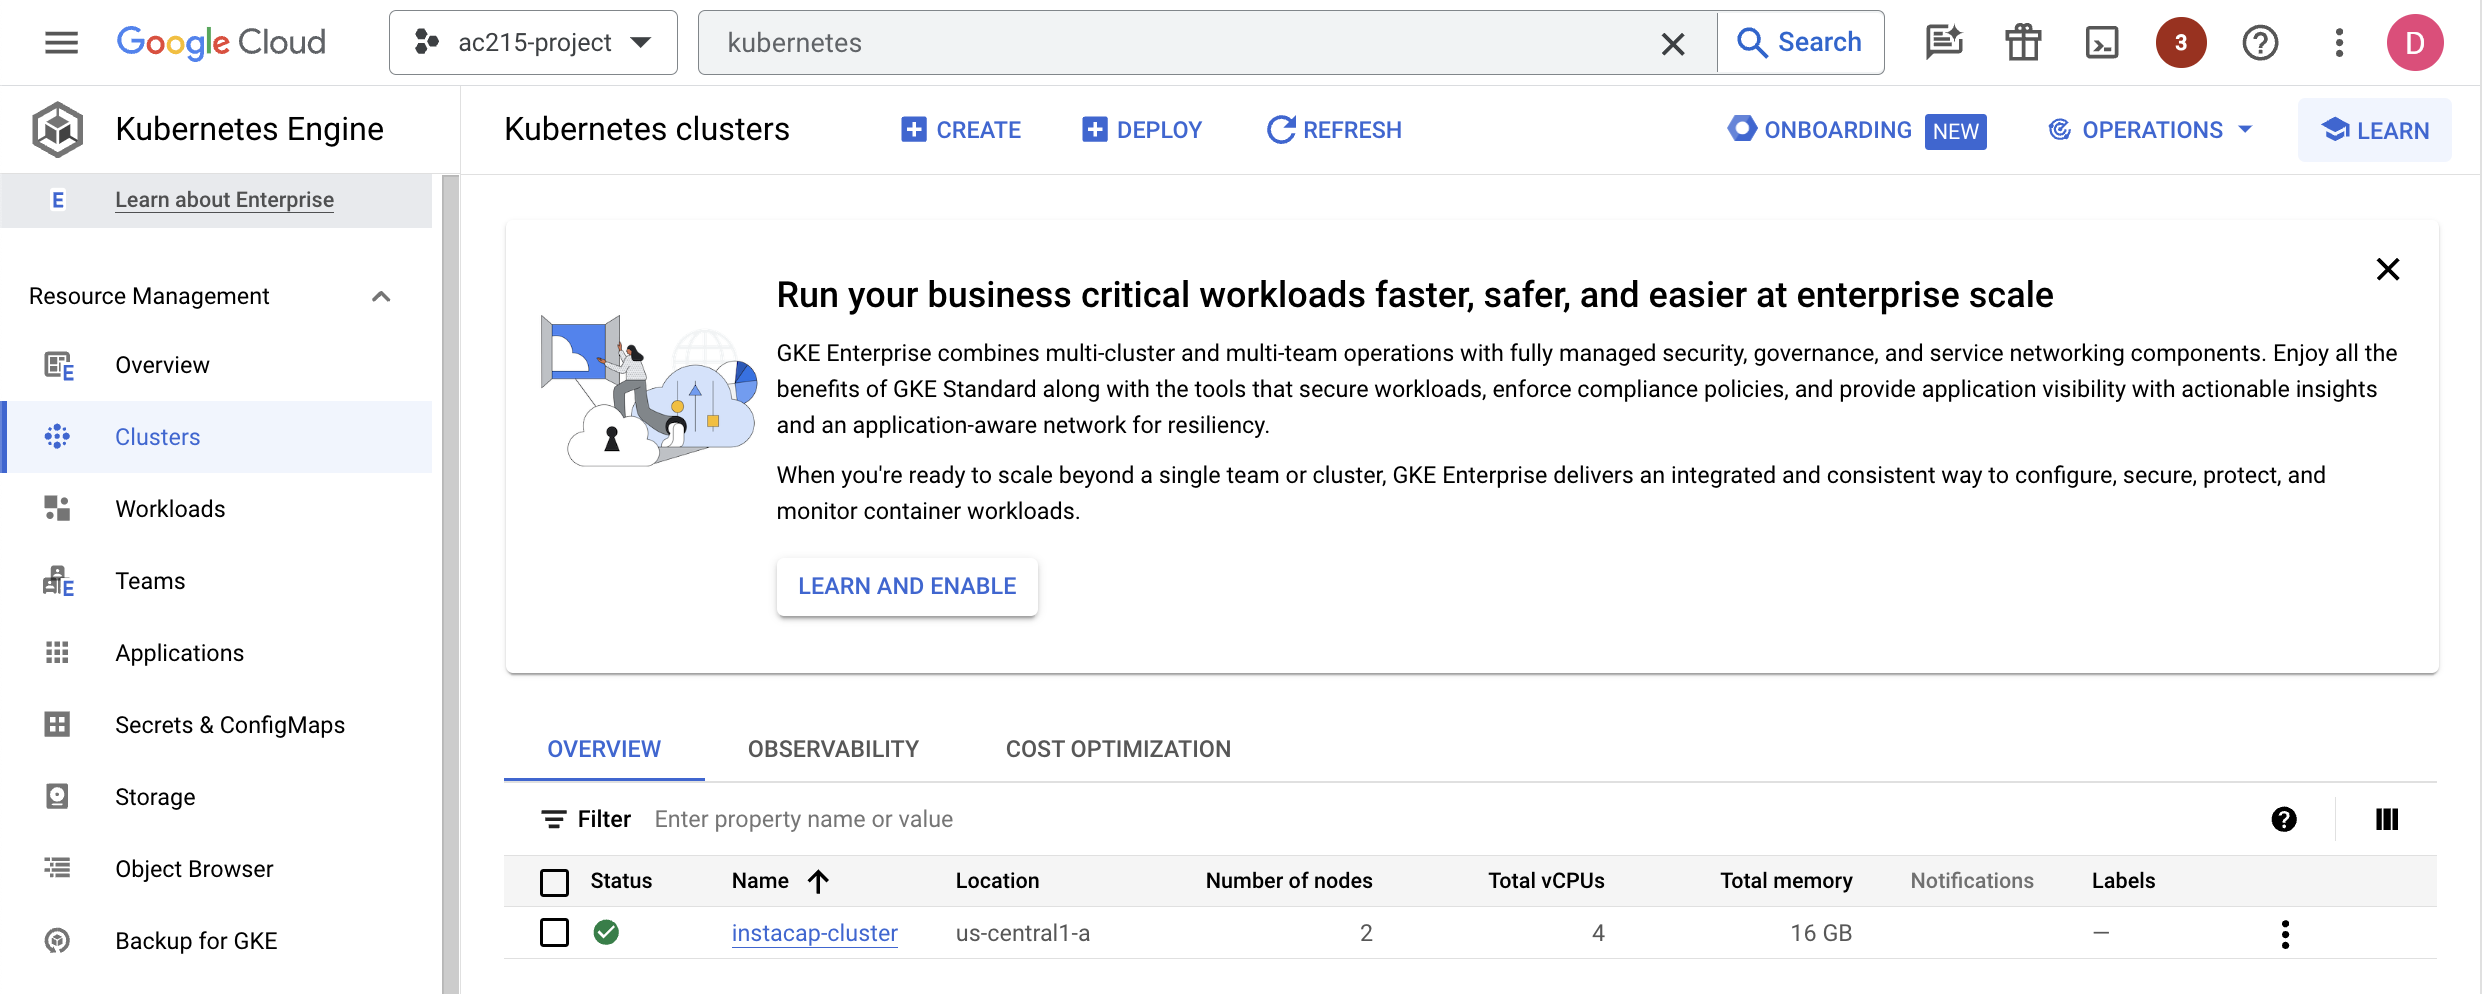 Google Cloud
ac215-project
kubernetes
Search
3
D
Kubernetes Engine
Kubernetes clusters
CREATE
DEPLOY
REFRESH
ONBOARDING NEW
OPERATIONS
LEARN
E Learn about Enterprise
Resource Management
E Overview
Clusters
Workloads
E Teams
Applications
Secrets & ConfigMaps
Storage
Object Browser
Backup for GKE
Run your business critical workloads faster, safer, and easier at enterprise scale
GKE Enterprise combines multi-cluster and multi-team operations with fully managed security, governance, and service networking components. Enjoy all the
benefits of GKE Standard along with the tools that secure workloads, enforce compliance policies, and provide application visibility with actionable insights
and an application-aware network for resiliency.
When you're ready to scale beyond a single team or cluster, GKE Enterprise delivers an integrated and consistent way to configure, secure, protect, and
monitor container workloads.
LEARN AND ENABLE
OVERVIEW
OBSERVABILITY
COST OPTIMIZATION
Filter Enter property name or value
Status Name Location Number of nodes Total vCPUs Total memory Notifications Labels
instacap-cluster us-central1-a 2 4 16 GB —